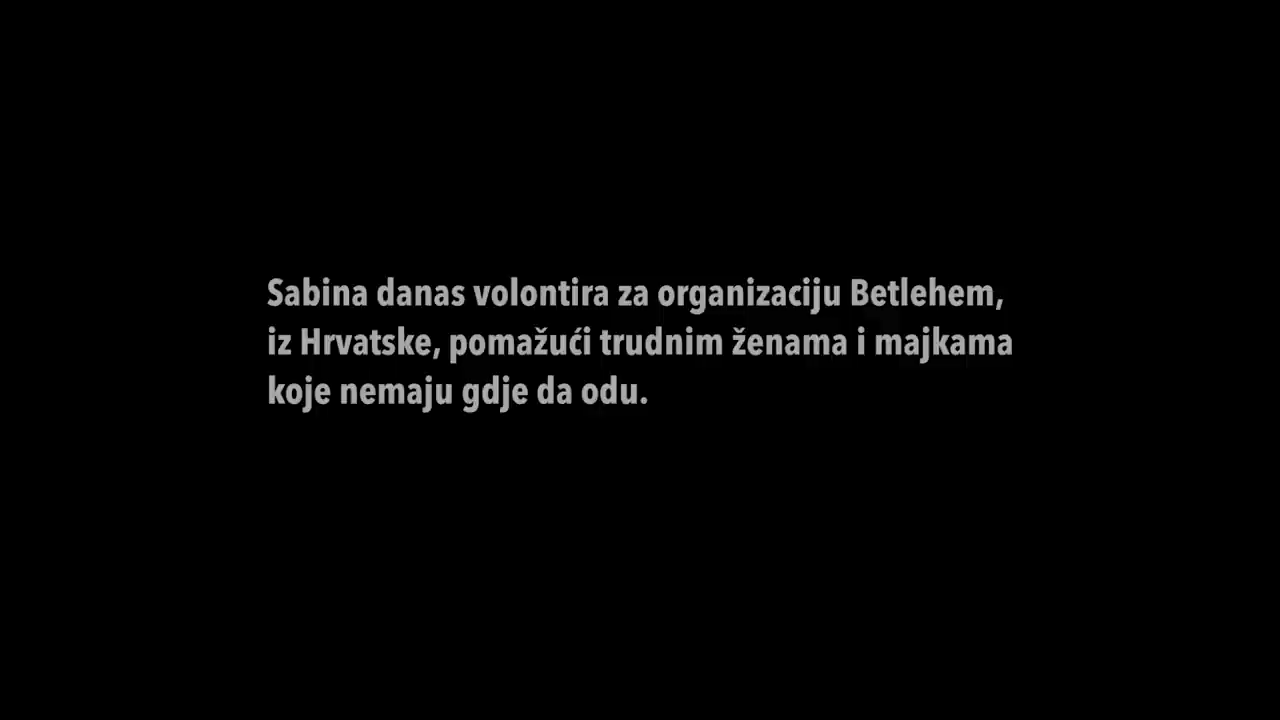 Sabina danas volontira za organizaciju Betlehem,
iz Hrvatske, pomažući trudnim ženama i majkama
koje nemaju gdje da odu.